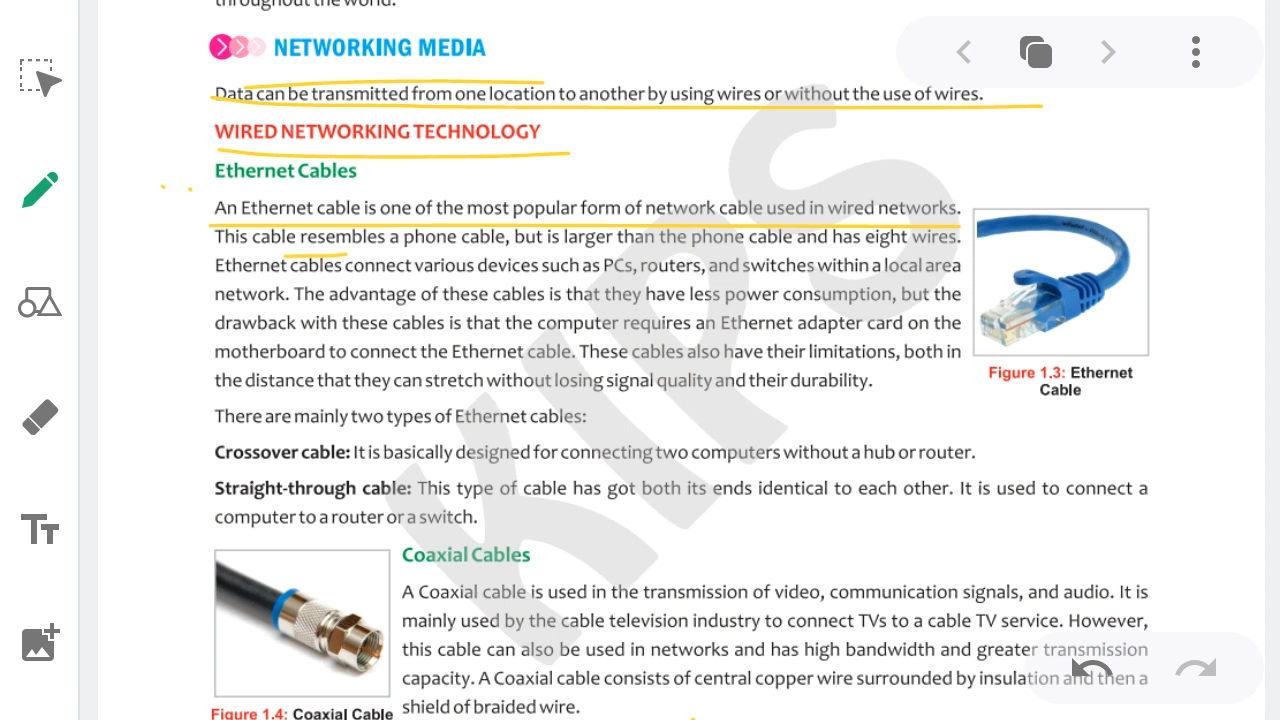 throughout the world.
NETWORKING MEDIA
Data can be transmitted from one location to another by using wires or without the use of wires.
WIRED NETWORKING TECHNOLOGY
Ethernet Cables
An Ethernet cable is one of the most popular form of network cable used in wired networks.
This cable resembles a phone cable, but is larger than the phone cable and has eight wires.
Ethernet cables connect various devices such as PCs, routers, and switches within a local area
network. The advantage of these cables is that they have less power consumption, but the
drawback with these cables is that the computer requires an Ethernet adapter card on the
motherboard to connect the Ethernet cable. These cables also have their limitations, both in
the distance that they can stretch without losing signal quality and their durability.
Figure 1.3: Ethernet
Cable
There are mainly two types of Ethernet cables:
Crossover cable: It is basically designed for connecting two computers without a hub or router.
Straight-through cable: This type of cable has got both its ends identical to each other. It is used to connect a
computer to a router or a switch.
Coaxial Cables
A Coaxial cable is used in the transmission of video, communication signals, and audio. It is
mainly used by the cable television industry to connect TVs to a cable TV service. However,
this cable can also be used in networks and has high bandwidth and greater transmission
capacity. A Coaxial cable consists of central copper wire surrounded by insulation and then a
shield of braided wire.
Figure 1.4: Coaxial Cable
KIPS
Tт